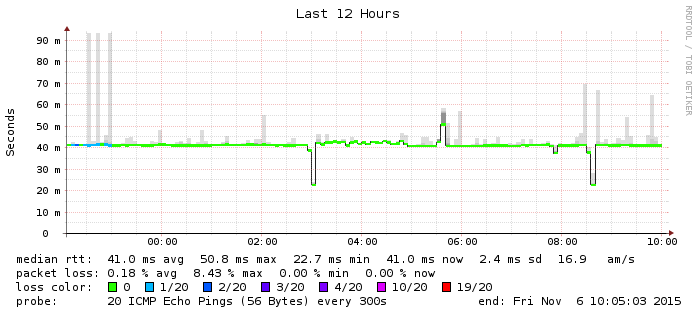 Last 12 Hours
RRDTOOL / TOBI OETIKER
Seconds
90 m
80 m
70 m
60 m
50 m
40 m
30 m
20 m
10 m
0
00:00 02:00 04:00 06:00 08:00 10:00
median rtt: 41.0 ms avg 50.8 ms max 22.7 ms min 41.0 ms now 2.4 ms sd 16.9 am/s
packet loss: 0.18 % avg 8.43 % max 0.00 % min 0.00 % now
loss color: 0 1/20 2/20 3/20 4/20 10/20 19/20
probe: 20 ICMP Echo Pings (56 Bytes) every 300s end: Fri Nov 6 10:05:03 2015